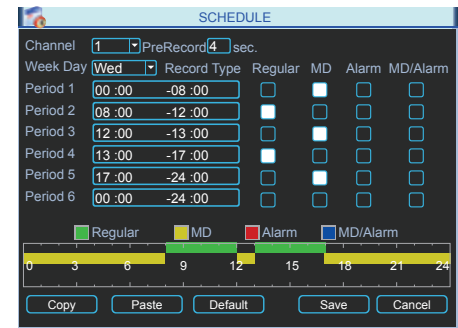 SCHEDULE
Channel 1 PreRecord 4 sec.
Week Day Wed Record Type Regular MD Alarm MD/Alarm
Period 1 00 :00 -08 :00
Period 2 08 :00 -12 :00
Period 3 12 :00 -13 :00
Period 4 13 :00 -17 :00
Period 5 17 :00 -24 :00
Period 6 00 :00 -24 :00
Regular MD Alarm MD/Alarm
0 3 6 9 12 15 18 21 24
Copy Paste Default Save Cancel